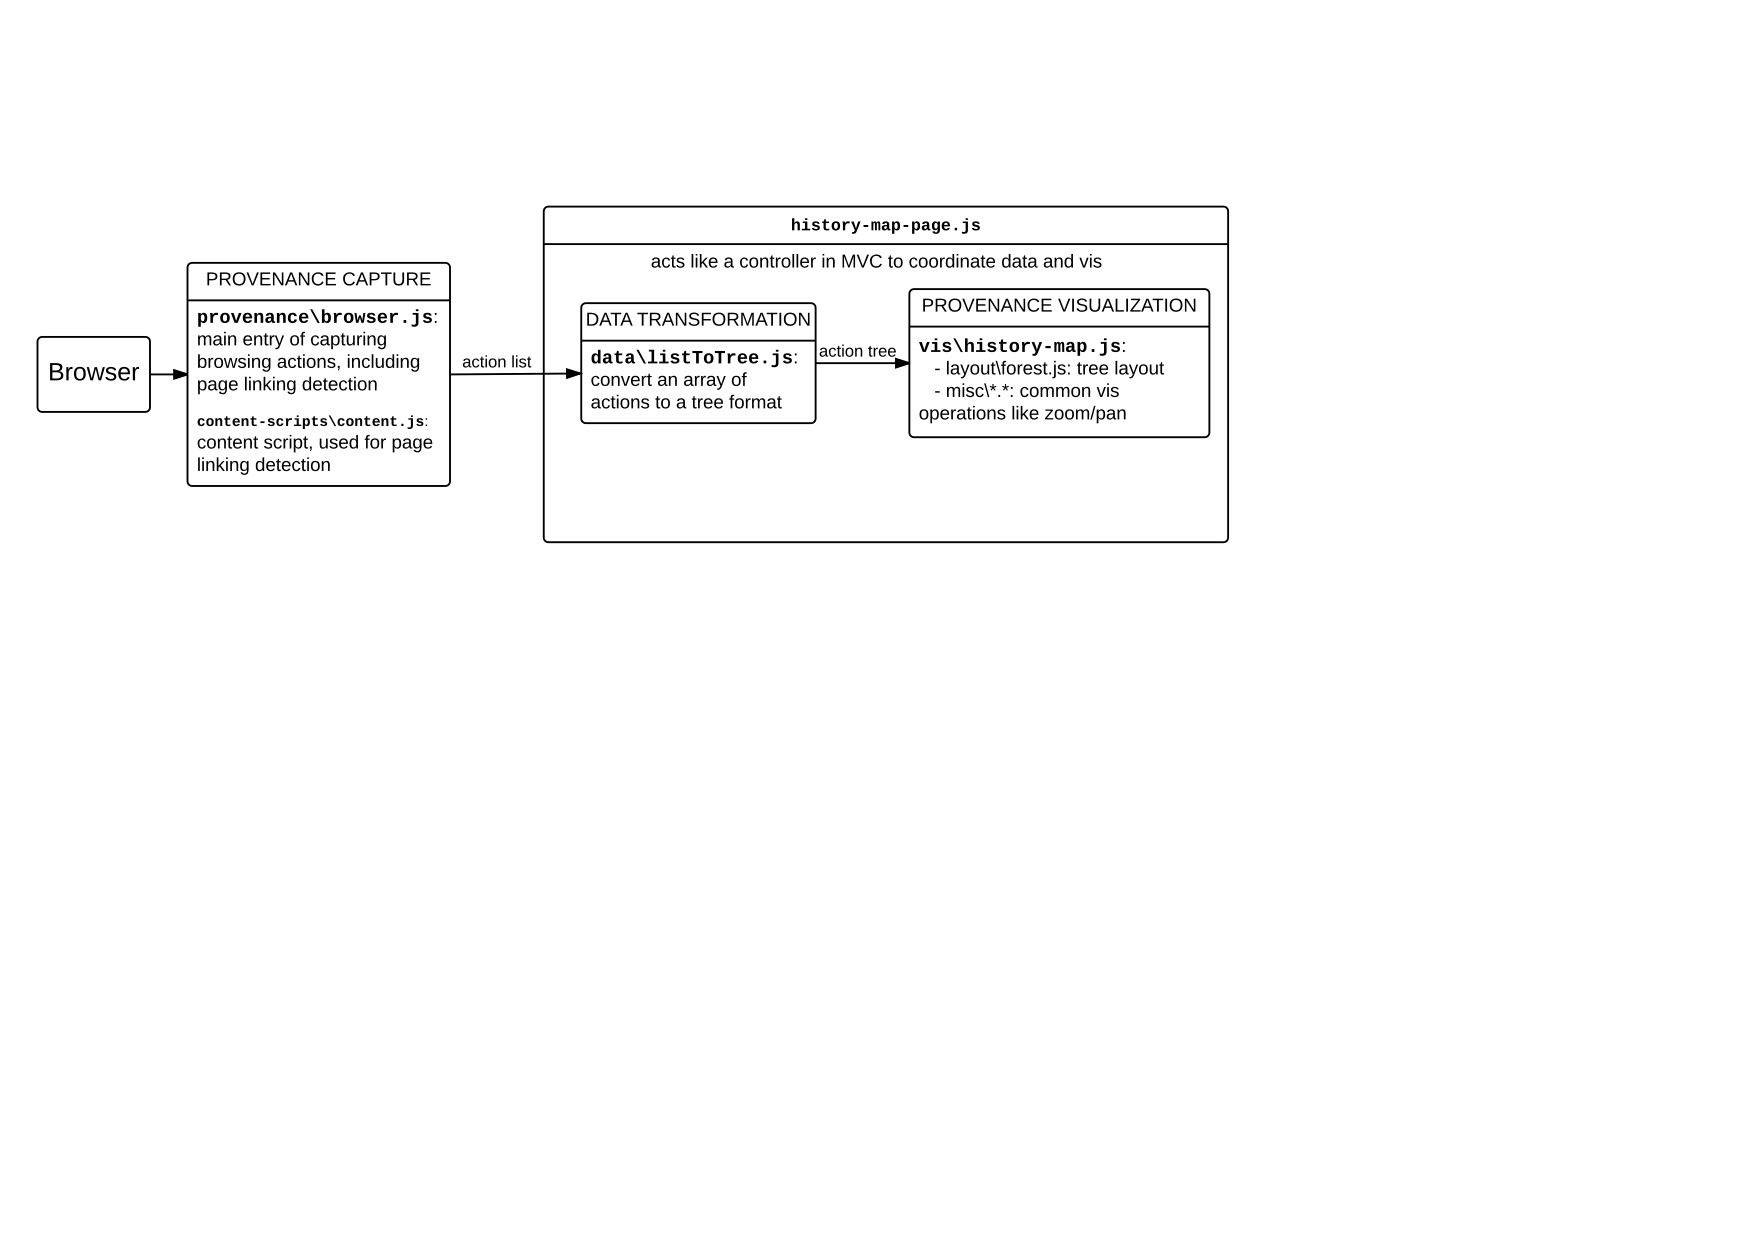 Browser
PROVENANCE CAPTURE
provenance\browser.js:
main entry of capturing
browsing actions, including
page linking detection
content-scripts\content.js:
content script, used for page
linking detection
action list
history-map-page.js
acts like a controller in MVC to coordinate data and vis
DATA TRANSFORMATION
data\listToTree.js:
convert an array of
actions to a tree format
action tree
PROVENANCE VISUALIZATION
vis\history-map.js:
- layout\forest.js: tree layout
- misc\*.*: common vis
operations like zoom/pan